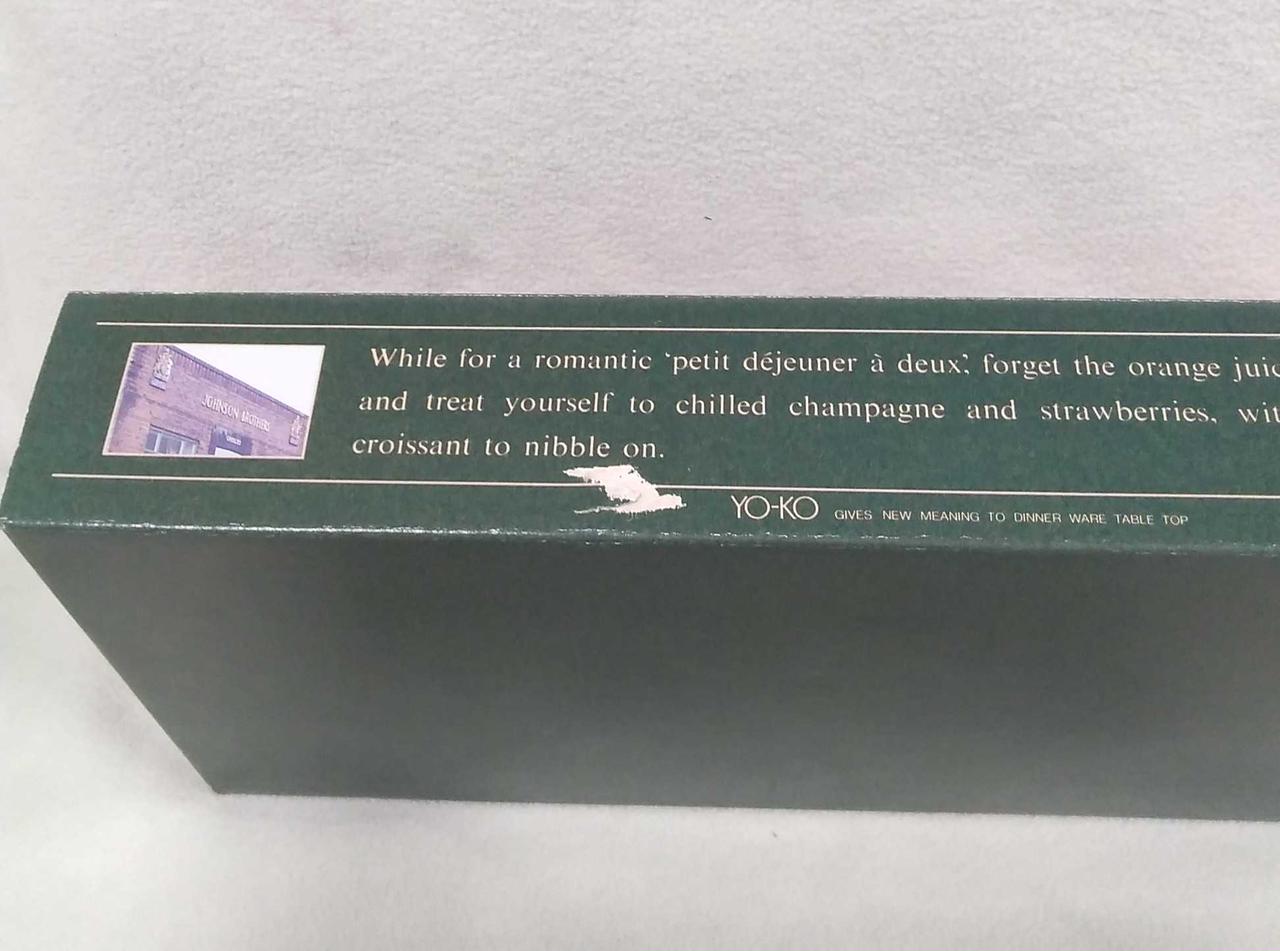 While for a romantic ‘petit déjeuner à deux’, forget the orange
and treat yourself to chilled champagne and strawberries,
croissant to nibble on.
JOHNSON BROTHERS
YO-KO GIVES NEW MEANING TO DINNER WARE TABLE TOP